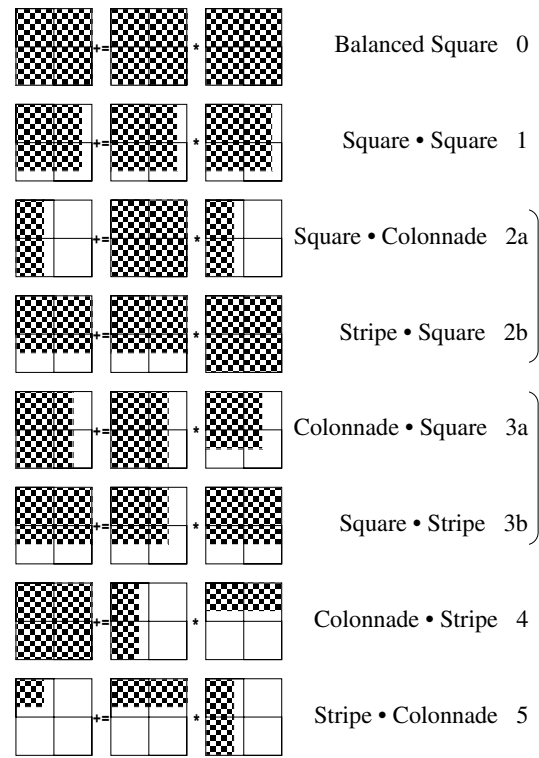 += * Balanced Square 0
+= * Square • Square 1
+= * Square • Colonnade 2a
+= * Stripe • Square 2b
+= * Colonnade • Square 3a
+= * Square • Stripe 3b
+= * Colonnade • Stripe 4
+= * Stripe • Colonnade 5